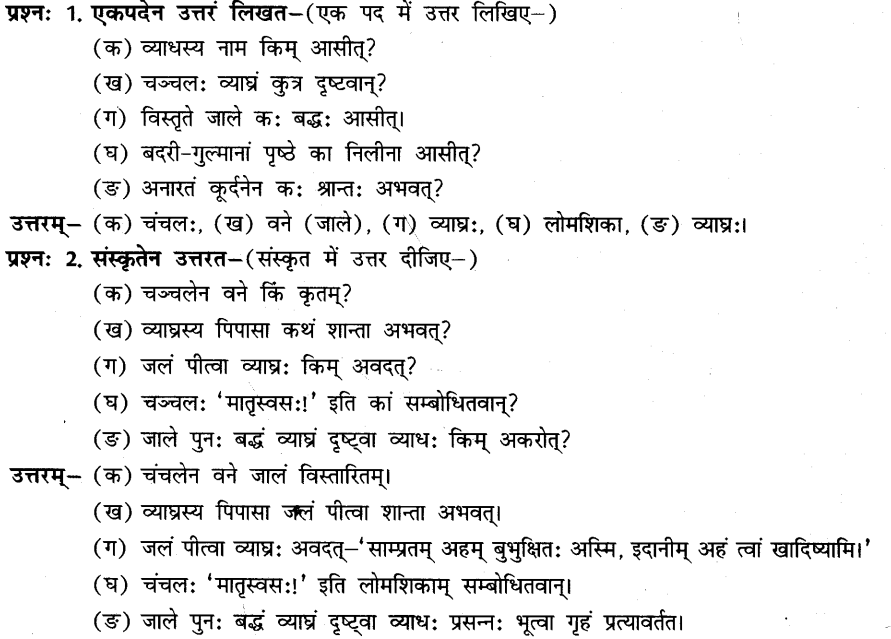 प्रश्नः 1. एकपदेन उत्तरं लिखत–(एक पद में उत्तर लिखिए–)
(क) व्याधस्य नाम किम् आसीत्?
(ख) चञ्चलः व्याघ्रं कुत्र दृष्टवान्?
(ग) विस्तृते जाले कः बद्धः आसीत्।
(घ) बदरी-गुल्मानां पृष्ठे का निलीना आसीत्?
(ङ) अनारतं कूर्दनेन कः श्रान्तः अभवत्?
उत्तरम्– (क) चंचलः, (ख) वने (जाले), (ग) व्याघ्रः, (घ) लोमशिका, (ङ) व्याघ्रः।
प्रश्नः 2. संस्कृतेन उत्तरत–(संस्कृत में उत्तर दीजिए–)
(क) चञ्चलेन वने किं कृतम्?
(ख) व्याघ्रस्य पिपासा कथं शान्ता अभवत्?
(ग) जलं पीत्वा व्याघ्रः किम् अवदत्?
(घ) चञ्चलः ‘मातृस्वसः!’ इति कां सम्बोधितवान्?
(ङ) जाले पुनः बद्धं व्याघ्रं दृष्ट्वा व्याधः किम् अकरोत्?
उत्तरम्– (क) चंचलेन वने जालं विस्तारितम्।
(ख) व्याघ्रस्य पिपासा जलं पीत्वा शान्ता अभवत्।
(ग) जलं पीत्वा व्याघ्रः अवदत्–‘साम्प्रतम् अहम् बुभुक्षितः अस्मि, इदानीम् अहं त्वां खादिष्यामि।’
(घ) चंचलः ‘मातृस्वसः!’ इति लोमशिकाम् सम्बोधितवान्।
(ङ) जाले पुनः बद्धं व्याघ्रं दृष्ट्वा व्याधः प्रसन्नः भूत्वा गृहं प्रत्यावर्तत।